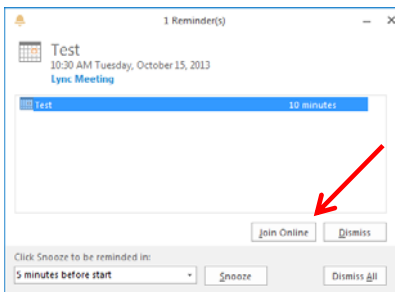 1 Reminder(s)
Test
10:30 AM Tuesday, October 15, 2013
Lync Meeting
Test 10 minutes
Join Online Dismiss
Click Snooze to be reminded in:
5 minutes before start Snooze Dismiss All